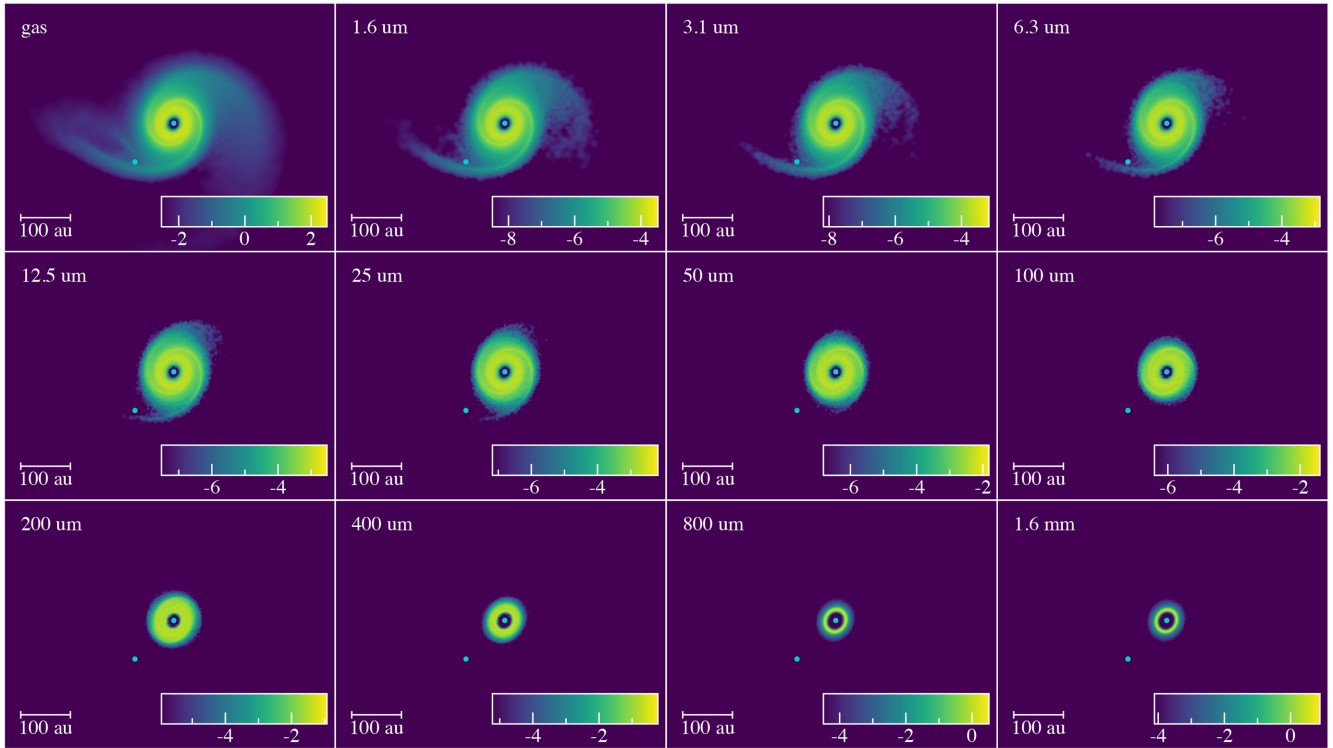 gas
1.6 um
3.1 um
6.3 um
100 au
-2 0 2
100 au
-8 -6 -4
100 au
-8 -6 -4
100 au
-6 -4
12.5 um
25 um
50 um
100 um
100 au
-6 -4
100 au
-6 -4
100 au
-6 -4 -2
100 au
-6 -4 -2
200 um
400 um
800 um
1.6 mm
100 au
-4 -2
100 au
-4 -2
100 au
-4 -2 0
100 au
-4 -2 0